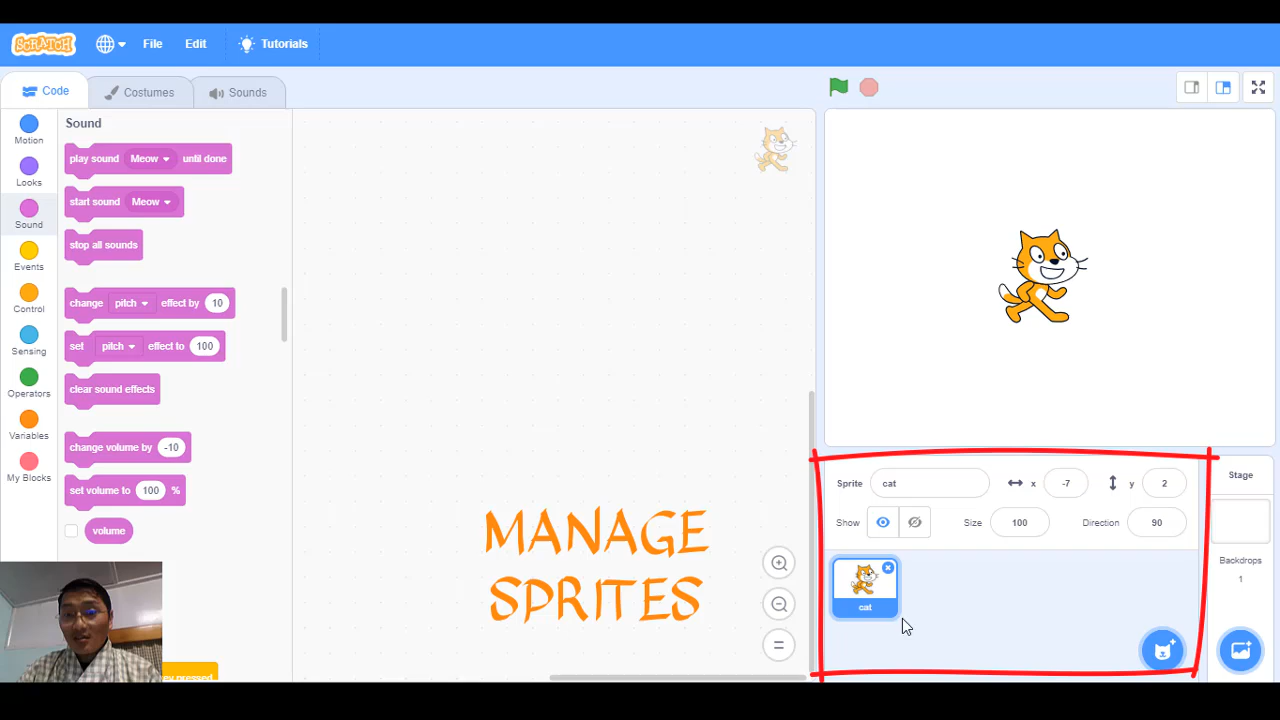 SCRATCH
File
Edit
Tutorials
Code
Costumes
Sounds
Motion
Looks
Sound
Events
Control
Sensing
Operators
Variables
My Blocks
Sound
play sound Meow until done
start sound Meow
stop all sounds
change pitch effect by 10
set pitch effect to 100
clear sound effects
change volume by -10
set volume to 100 %
volume
key pressed
MANAGE
SPRITES
Sprite cat x -7 y 2
Show Size 100 Direction 90
cat
Stage
Backdrops
1